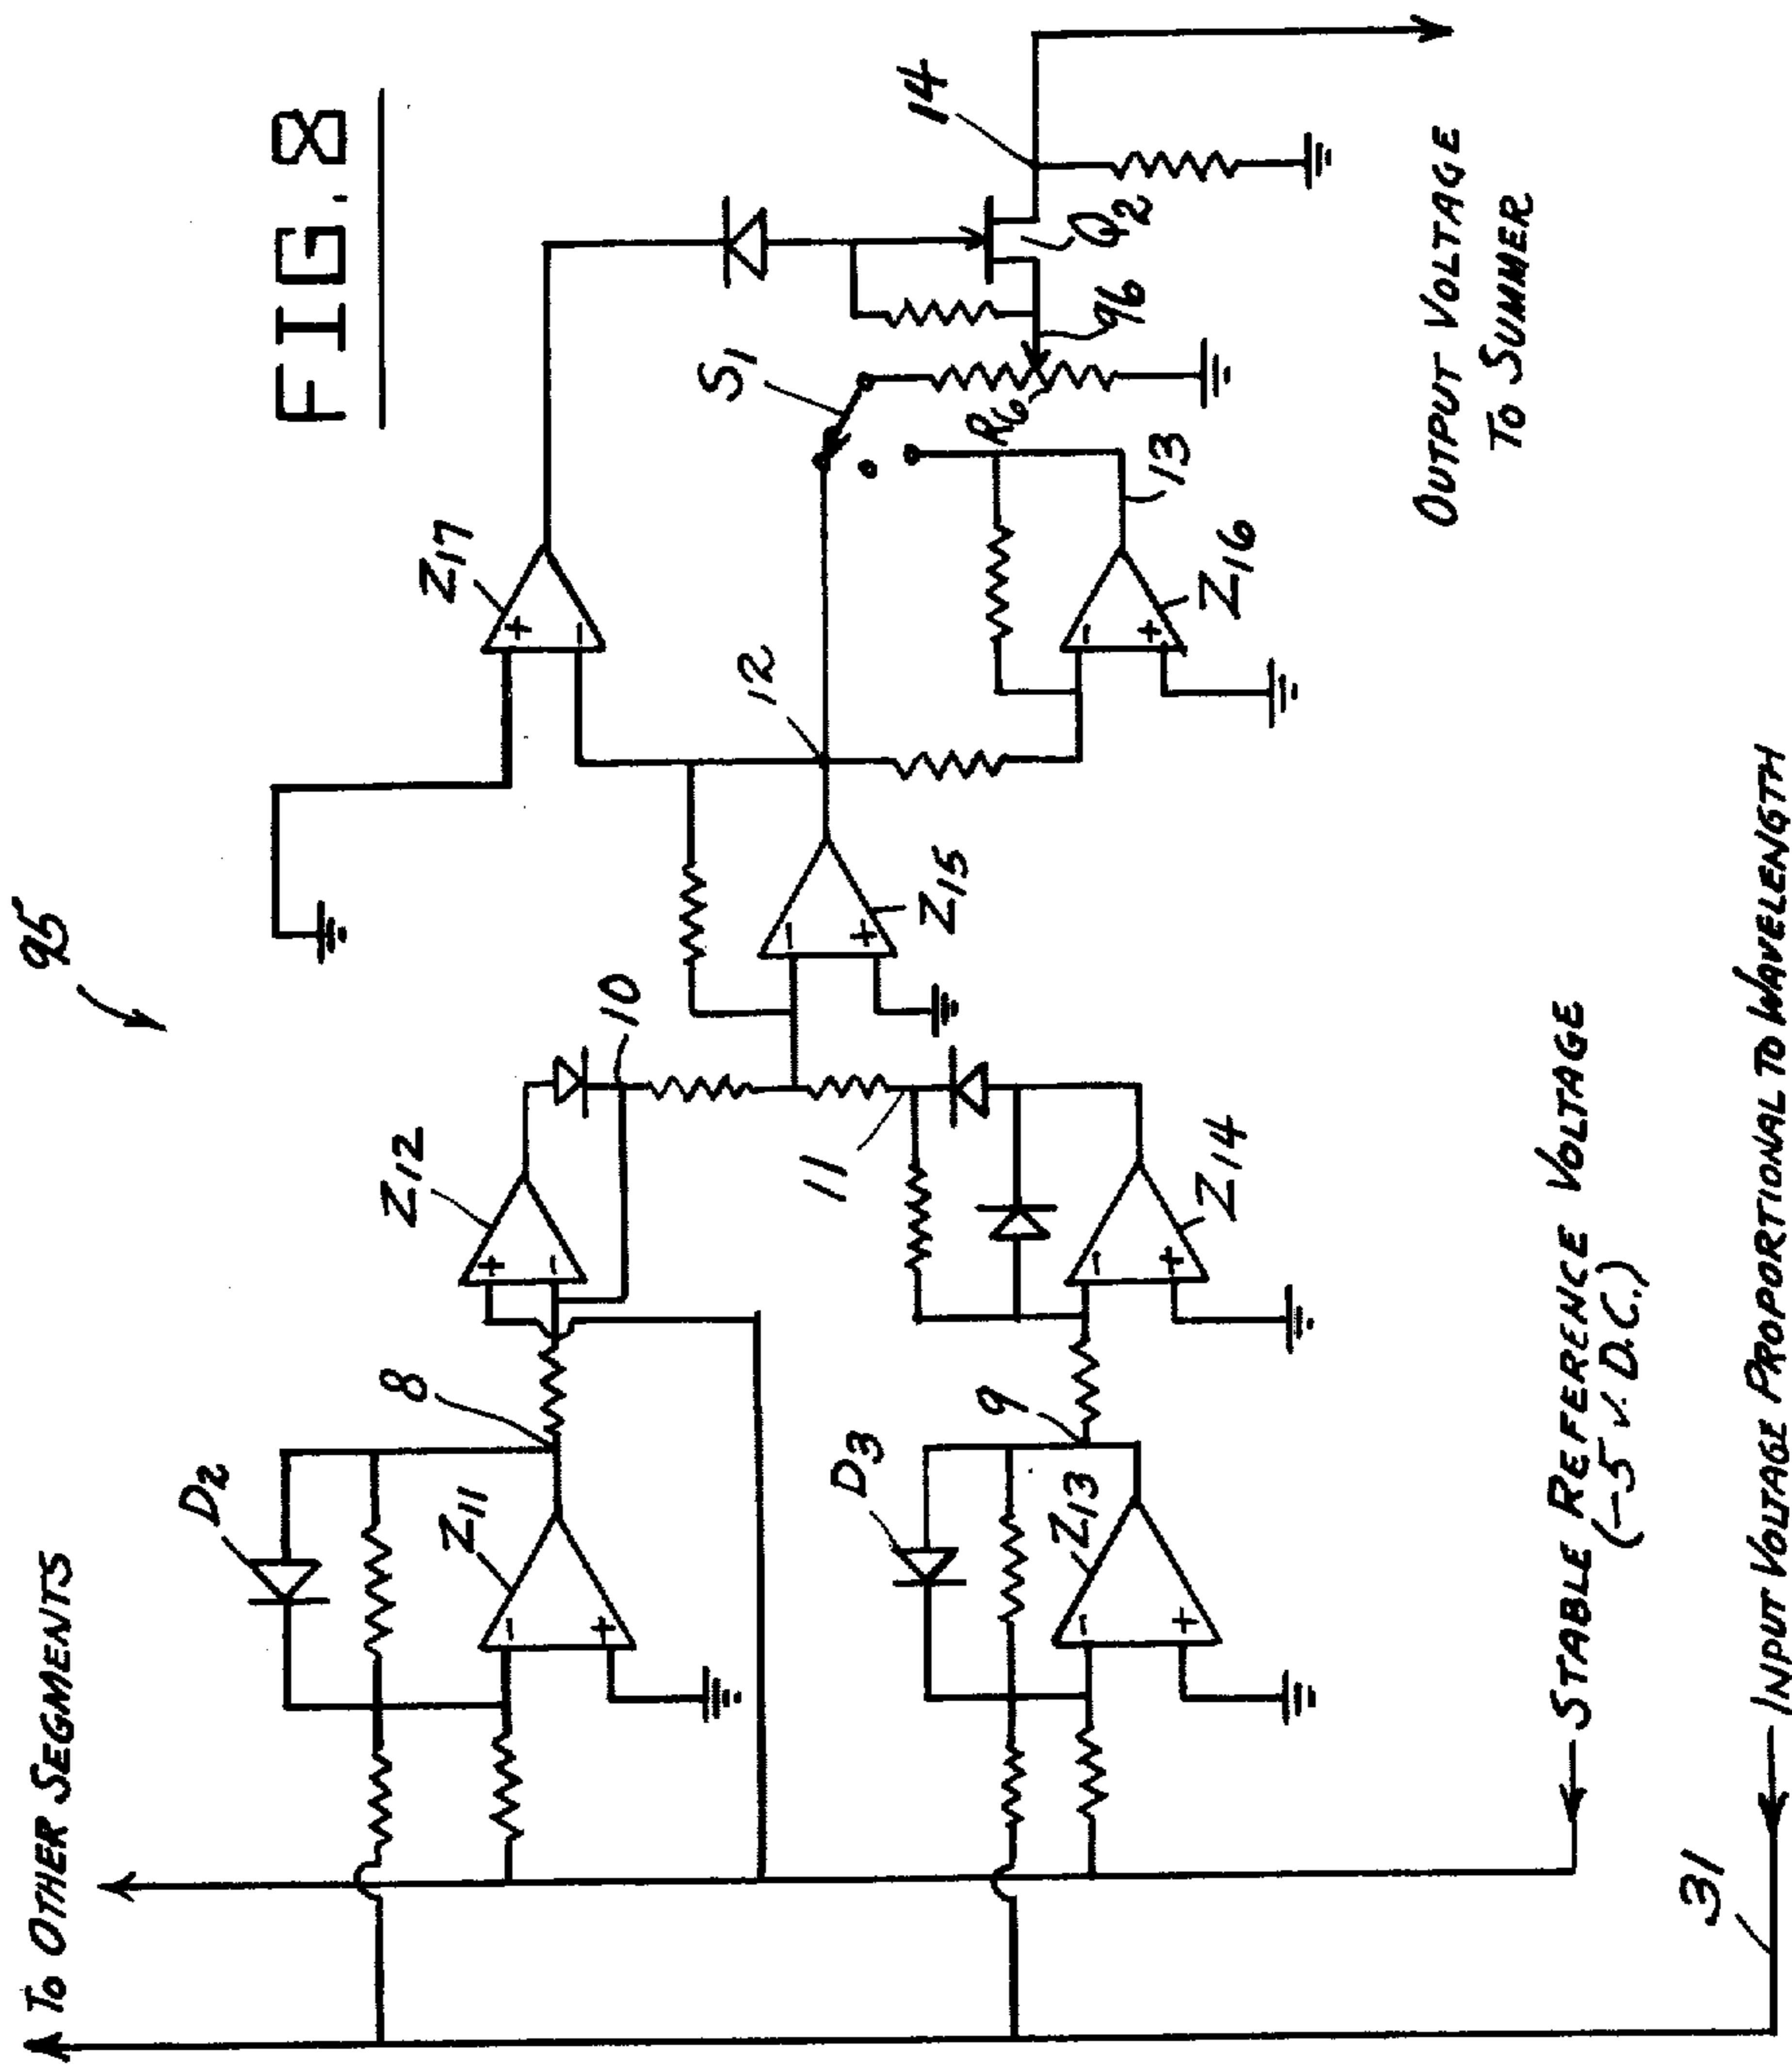 FIG. 8
95
To OTHER SEGMENTS
D2
Z11
8
Z12
10
Z17
12
S1
14
Q2
96
R6
13
Z16
Z15
11
Z14
9
D3
Z13
+
−
+
−
+
−
+
−
+
−
+
−
+
−
OUTPUT VOLTAGE
TO SUMMER
STABLE REFERENCE VOLTAGE
(−5 V. D.C.)
INPUT VOLTAGE PROPORTIONAL TO WAVELENGTH
31